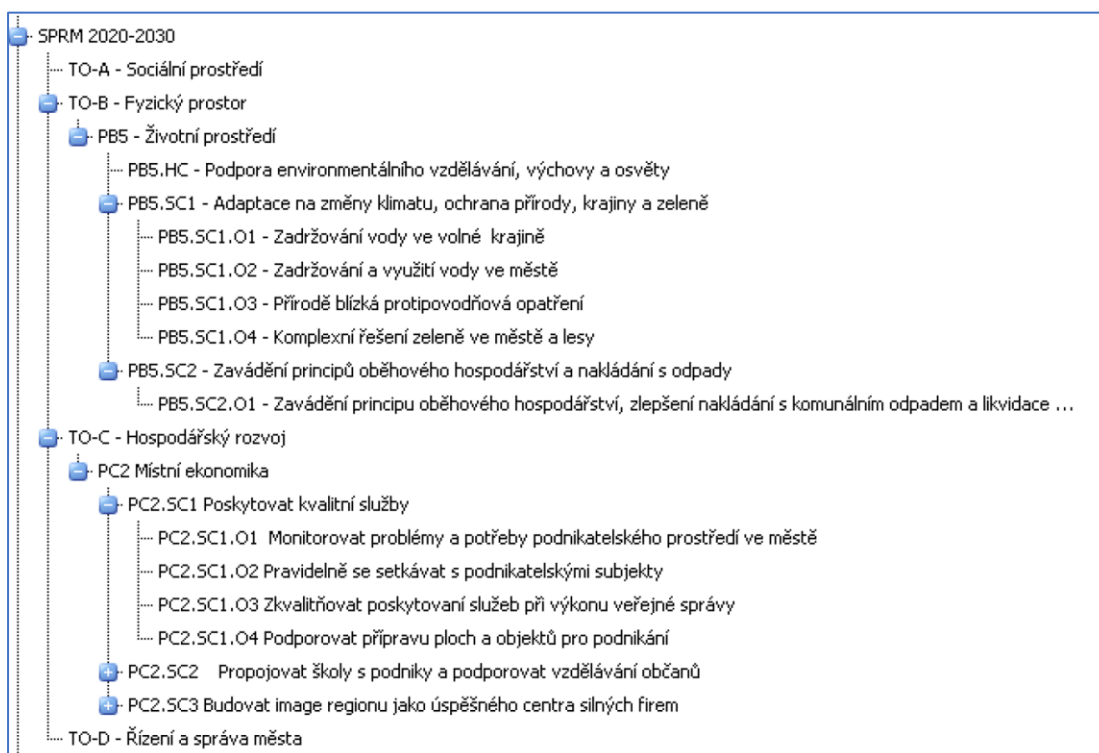 SPRM 2020-2030
TO-A - Sociální prostředí
TO-B - Fyzický prostor
PB5 - Životní prostředí
PB5.HC - Podpora environmentálního vzdělávání, výchovy a osvěty
PB5.SC1 - Adaptace na změny klimatu, ochrana přírody, krajiny a zeleně
PB5.SC1.O1 - Zadržování vody ve volné  krajině
PB5.SC1.O2 - Zadržování a využití vody ve městě
PB5.SC1.O3 - Přírodě blízká protipovodňová opatření
PB5.SC1.O4 - Komplexní řešení zeleně ve městě a lesy
PB5.SC2 - Zavádění principů oběhového hospodářství a nakládání s odpady
PB5.SC2.O1 - Zavádění principu oběhového hospodářství, zlepšení nakládání s komunálním odpadem a likvidace ...
TO-C - Hospodářský rozvoj
PC2 Místní ekonomika
PC2.SC1 Poskytovat kvalitní služby
PC2.SC1.O1  Monitorovat problémy a potřeby podnikatelského prostředí ve městě
PC2.SC1.O2 Pravidelně se setkávat s podnikatelskými subjekty
PC2.SC1.O3 Zkvalitňovat poskytovaní služeb při výkonu veřejné správy
PC2.SC1.O4 Podporovat přípravu ploch a objektů pro podnikání
PC2.SC2   Propojovat školy s podniky a podporovat vzdělávání občanů
PC2.SC3 Budovat image regionu jako úspěšného centra silných firem
TO-D - Řízení a správa města